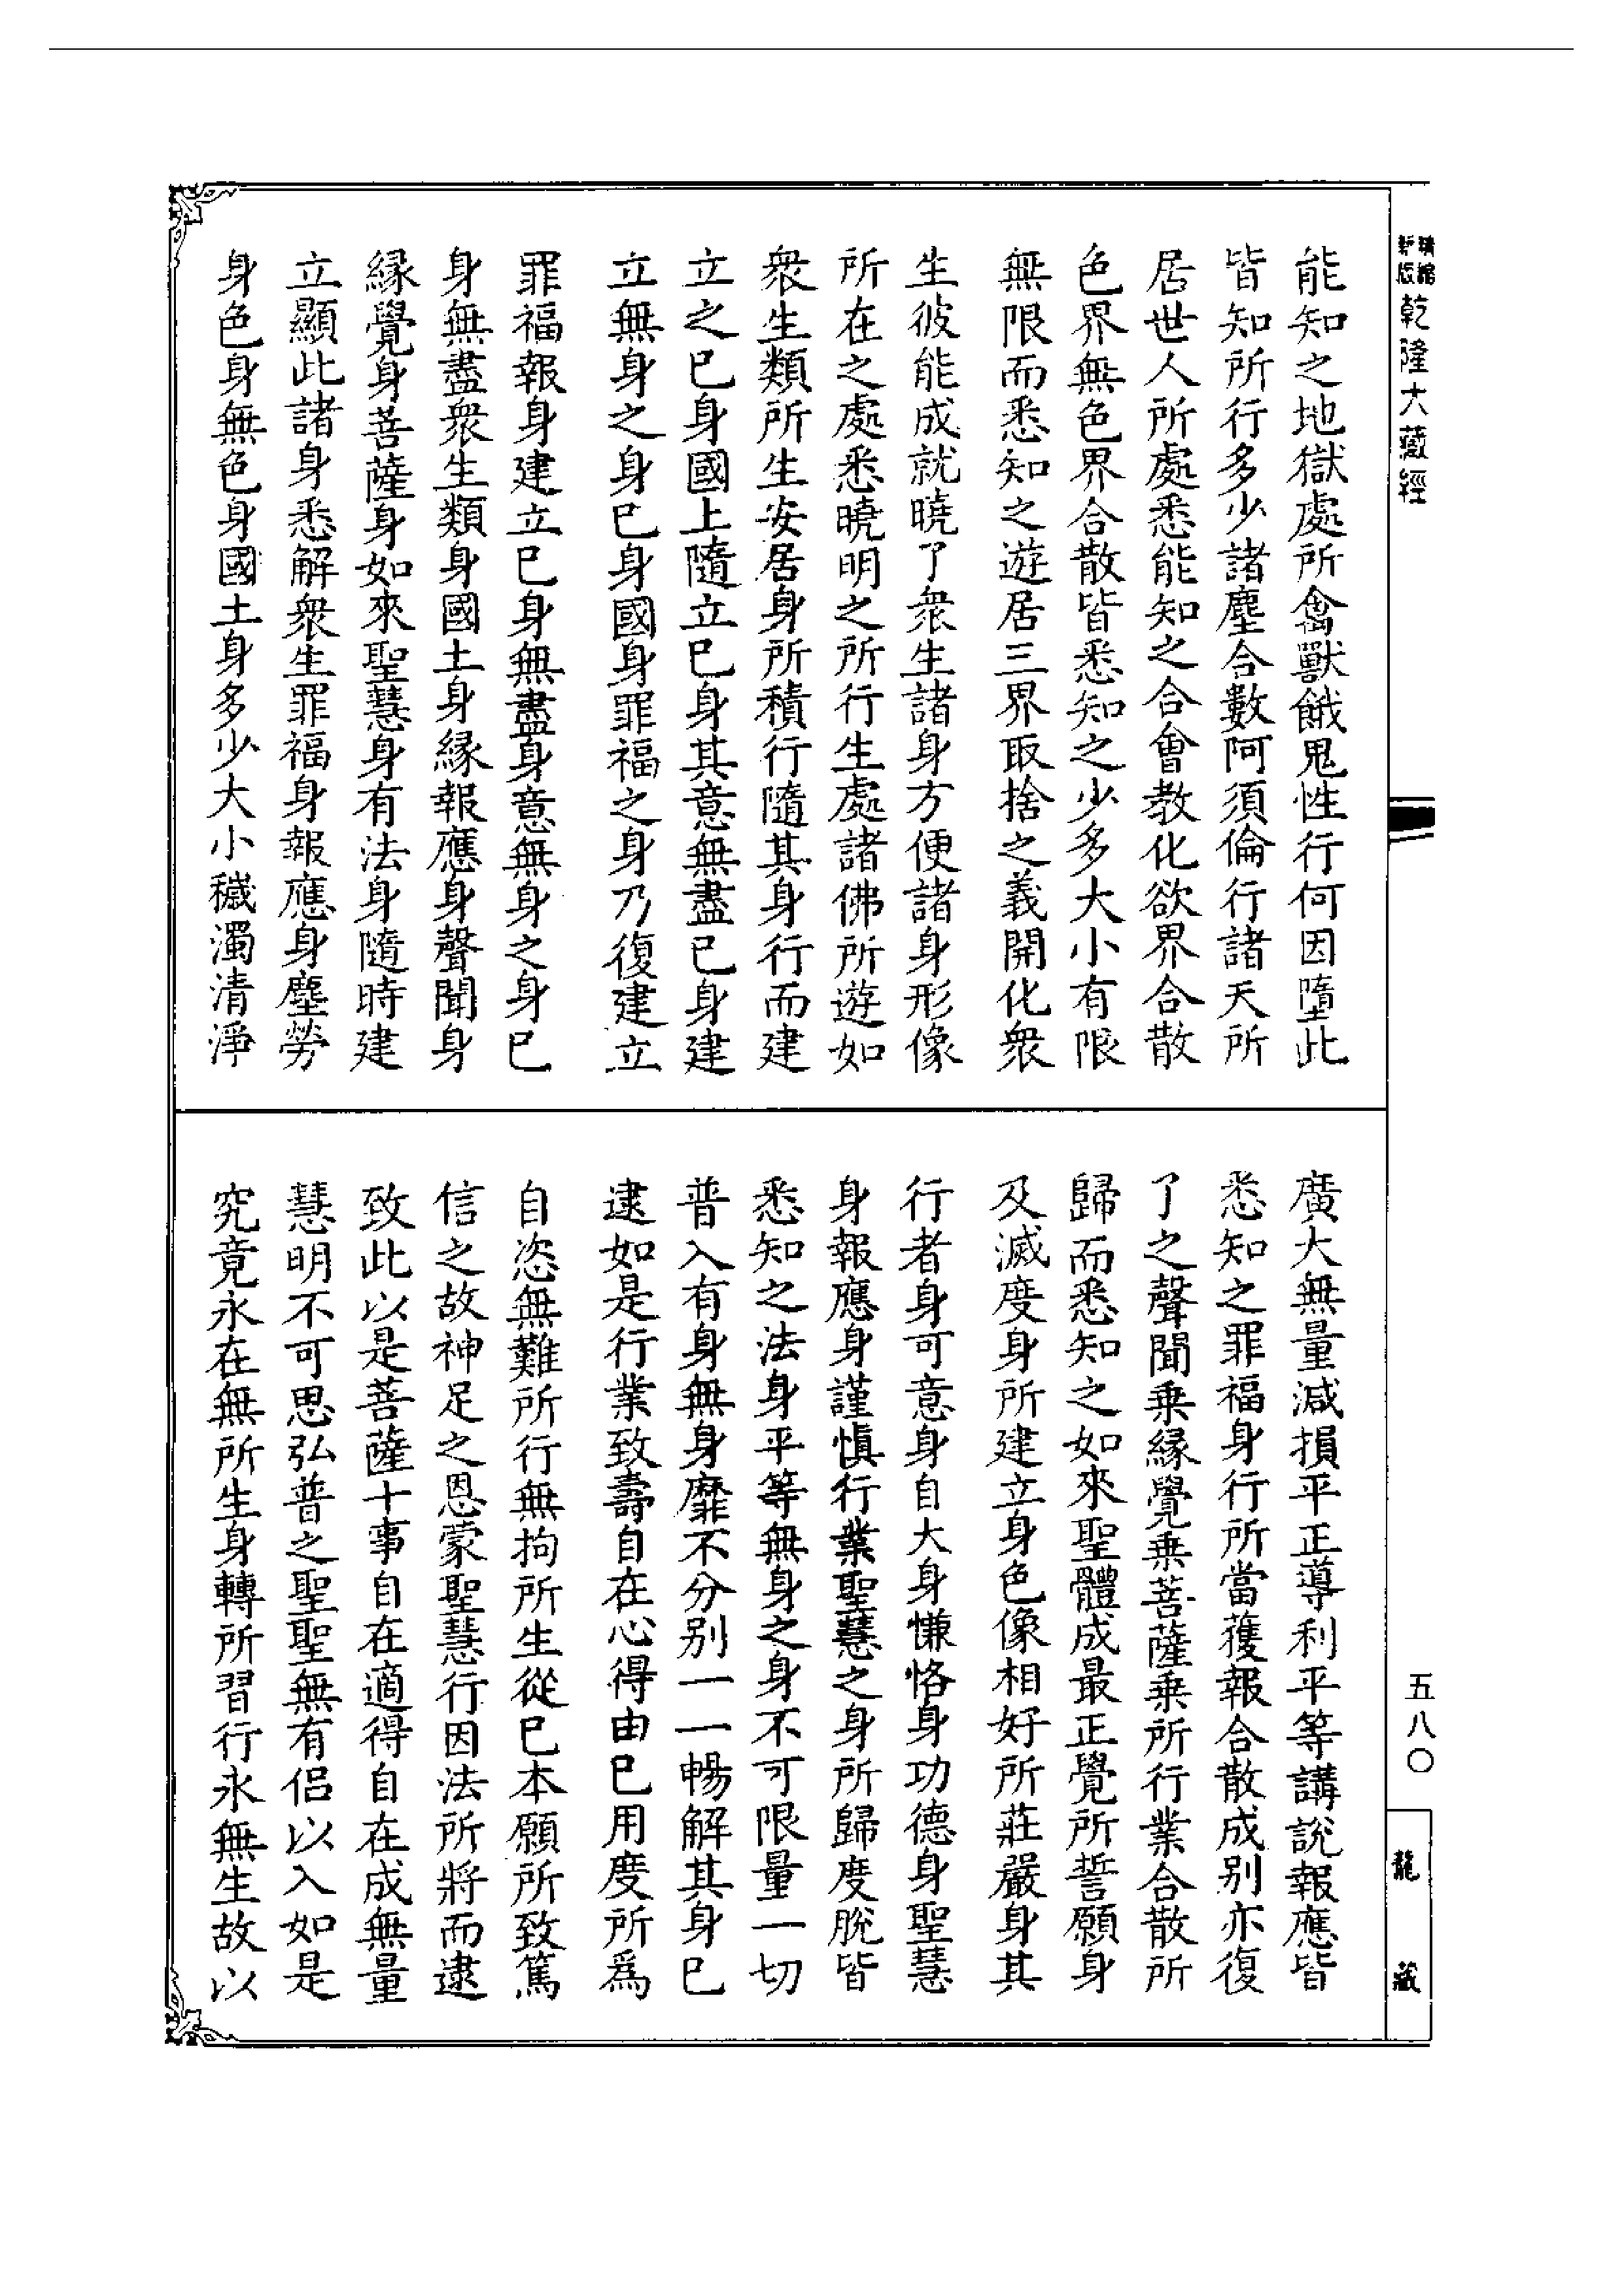 精縮
新版
乾隆大藏經
能知之地獄處所禽獸餓鬼性行何因墮此
皆知所行多少諸塵合數阿須倫行諸天所
居世人所處悉能知之合會教化欲界合散
色界無色界合散皆悉知之少多大小有限
無限而悉知之遊居三界取捨之義開化衆
生彼能成就曉了衆生諸身方便諸身形像
所在之處悉曉明之所行生處諸佛所遊如
衆生類所生安居身所積行隨其身行而建
立之已身國土隨立已身其意無盡已身建
立無身之身已身國身罪福之身乃復建立
罪福報身建立已身無盡身意無身之身已
身無盡衆生類身國土身緣報應身聲聞身
緣覺身菩薩身如來聖慧身有法身隨時建
立顯此諸身悉解衆生罪福身報應身塵勞
身色身無色身國土身多少大小穢濁清淨
廣大無量減損平正導利平等講說報應皆
悉知之罪福身行所當獲報合散成别亦復
了之聲聞乗緣覺乗菩薩乗所行業合散所
歸而悉知之如來聖體成最正覺所誓願身
及滅度身所建立身色像相好所莊嚴身其
行者身可意身自大身慊恪身功德身聖慧
身報應身謹愼行業聖慧之身所歸度脫皆
悉知之法身平等無身之身不可限量一切
普入有身無身靡不分别一一暢解其身已
逮如是行業致壽自在心得由已用度所爲
自恣無難所行無拘所生從已本願所致篤
信之故神足之恩蒙聖慧行因法所將而逮
致此以是菩薩十事自在適得自在成無量
慧明不可思弘普之聖聖無有侣以入如是
究竟永在無所生身轉所習行永無生故以
五八〇
龍藏